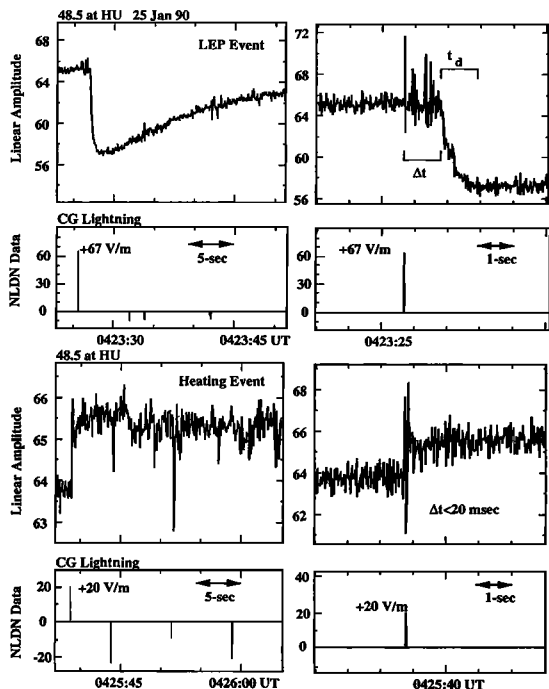 48.5 at HU 25 Jan 90
LEP Event
Linear Amplitude
68
64
60
56
72
68
64
60
56
t d
Δt
CG Lightning
NLDN Data
60
40
20
0
+67 V/m
5-sec
0423:30
0423:45 UT
60
40
20
0
+67 V/m
1-sec
0423:25
48.5 at HU
Heating Event
Linear Amplitude
66
65
64
63
68
66
64
62
Δt<20 msec
CG Lightning
NLDN Data
20
0
-20
+20 V/m
5-sec
0425:45
0426:00 UT
40
20
0
+20 V/m
1-sec
0425:40